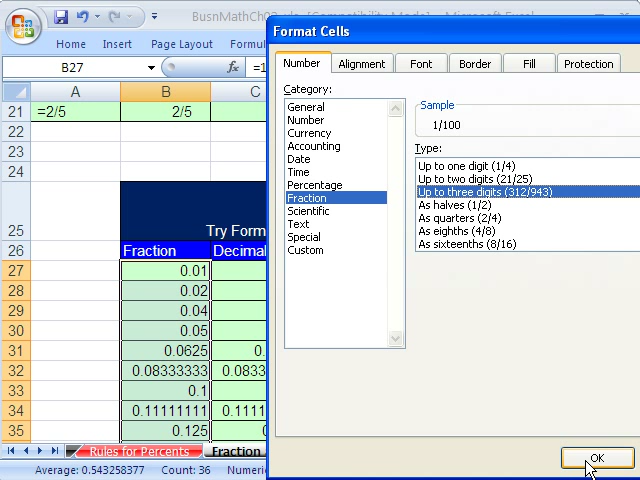 BusnMathCh03.xls [Compatibility Mode] - Microsoft Excel
Home Insert Page Layout Formul
B27 fx =1
A B C
21 =2/5 2/5
22
23
24
25 Try Form
26 Fraction Decimal
27 0.01
28 0.02
29 0.04
30 0.05
31 0.0625 0.
32 0.08333333 0.0833
33 0.1
34 0.11111111 0.1111
35 0.125 0
Rules for Percents Fraction
Average: 0.543258377 Count: 36 Numeric
Format Cells
Number Alignment Font Border Fill Protection
Category:
General
Number
Currency
Accounting
Date
Time
Percentage
Fraction
Scientific
Text
Special
Custom
Sample
1/100
Type:
Up to one digit (1/4)
Up to two digits (21/25)
Up to three digits (312/943)
As halves (1/2)
As quarters (2/4)
As eighths (4/8)
As sixteenths (8/16)
OK